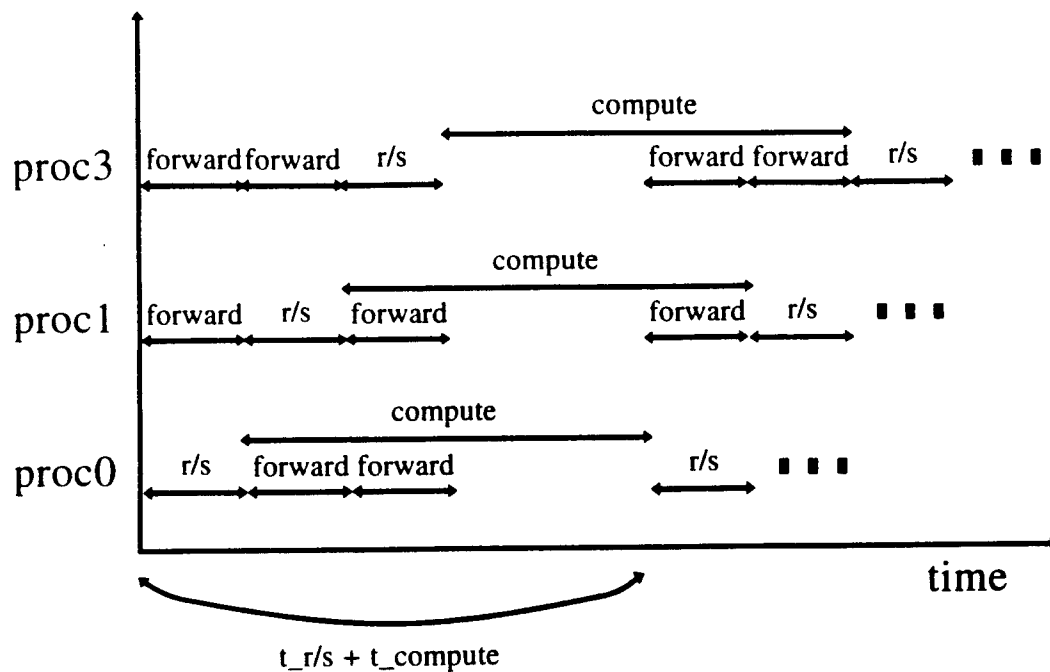 compute
proc3 forward forward r/s forward forward r/s
compute
proc1 forward r/s forward forward r/s
compute
proc0 r/s forward forward r/s
time
t_r/s + t_compute